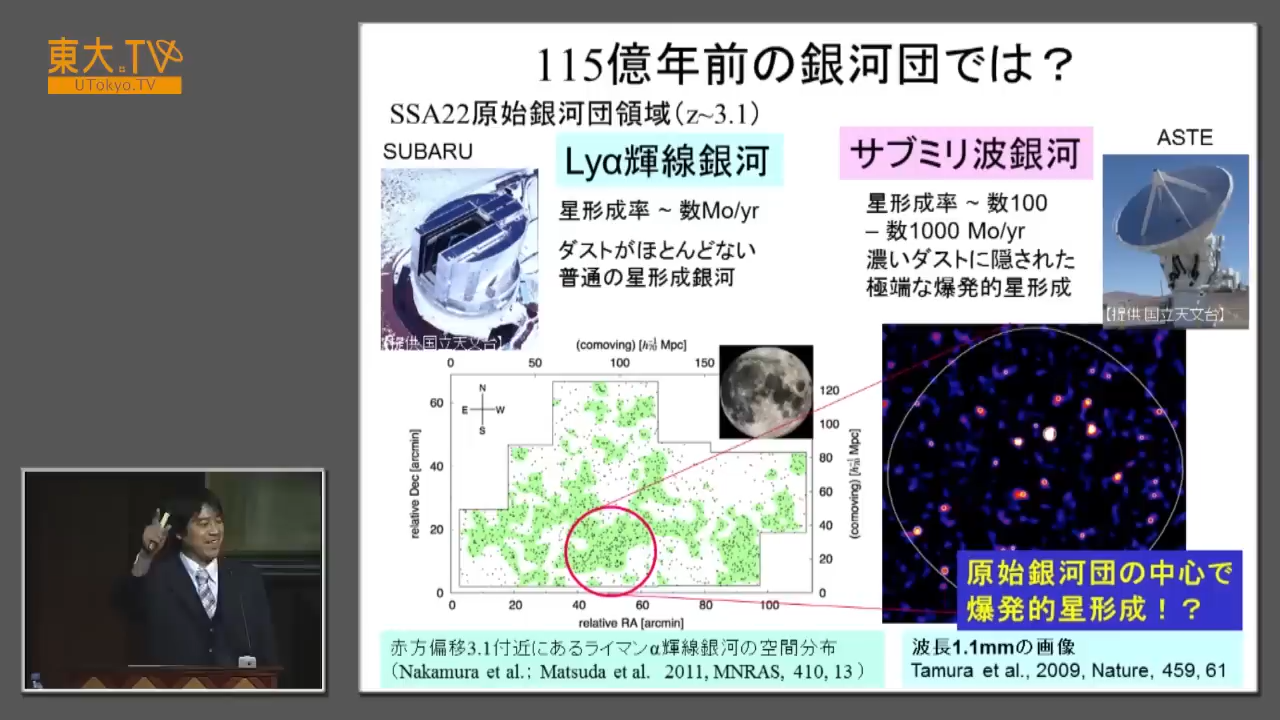 東大.TV
UTokyo.TV
115億年前の銀河団では？
SSA22原始銀河団領域(z~3.1)
SUBARU
Lyα輝線銀河
サブミリ波銀河
ASTE
星形成率 ~ 数Mo/yr
ダストがほとんどない
普通の星形成銀河
星形成率 ~ 数100
– 数1000 Mo/yr
濃いダストに隠された
極端な爆発的星形成
【提供 国立天文台】
【提供 国立天文台】
(comoving) [Mpc]
0 50 100 150
N
E W
S
60
40
20
0
relative Dec [arcmin]
120
100
80
60
40
20
0
(comoving) [Mpc]
0 20 40 60 80 100
relative RA [arcmin]
原始銀河団の中心で
爆発的星形成！？
赤方偏移3.1付近にあるライマンα輝線銀河の空間分布
(Nakamura et al.; Matsuda et al. 2011, MNRAS, 410, 13)
波長1.1mmの画像
Tamura et al., 2009, Nature, 459, 61